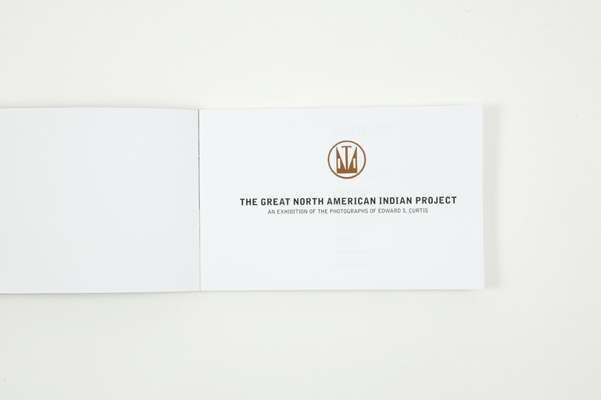 THE GREAT NORTH AMERICAN INDIAN PROJECT
AN EXHIBITION OF THE PHOTOGRAPHS OF EDWARD S. CURTIS